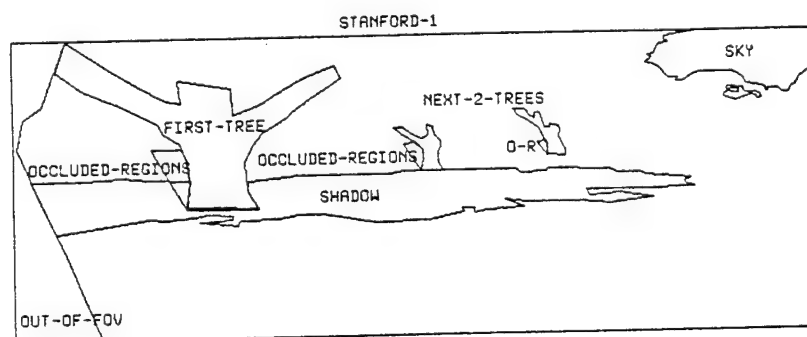 STANFORD-1
SKY
NEXT-2-TREES
FIRST-TREE
O-R
OCCLUDED-REGIONS
OCCLUDED-REGIONS
SHADOW
OUT-OF-FOV